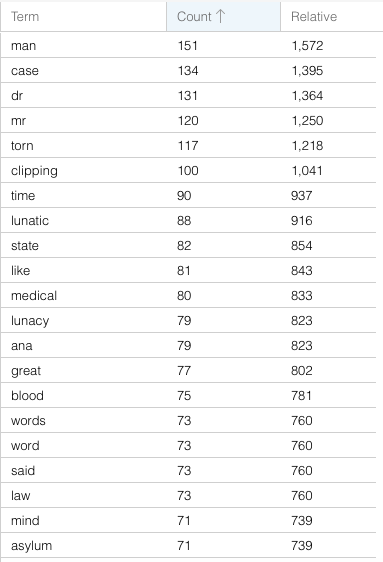 Term Count ↑ Relative
man 151 1,572
case 134 1,395
dr 131 1,364
mr 120 1,250
torn 117 1,218
clipping 100 1,041
time 90 937
lunatic 88 916
state 82 854
like 81 843
medical 80 833
lunacy 79 823
ana 79 823
great 77 802
blood 75 781
words 73 760
word 73 760
said 73 760
law 73 760
mind 71 739
asylum 71 739